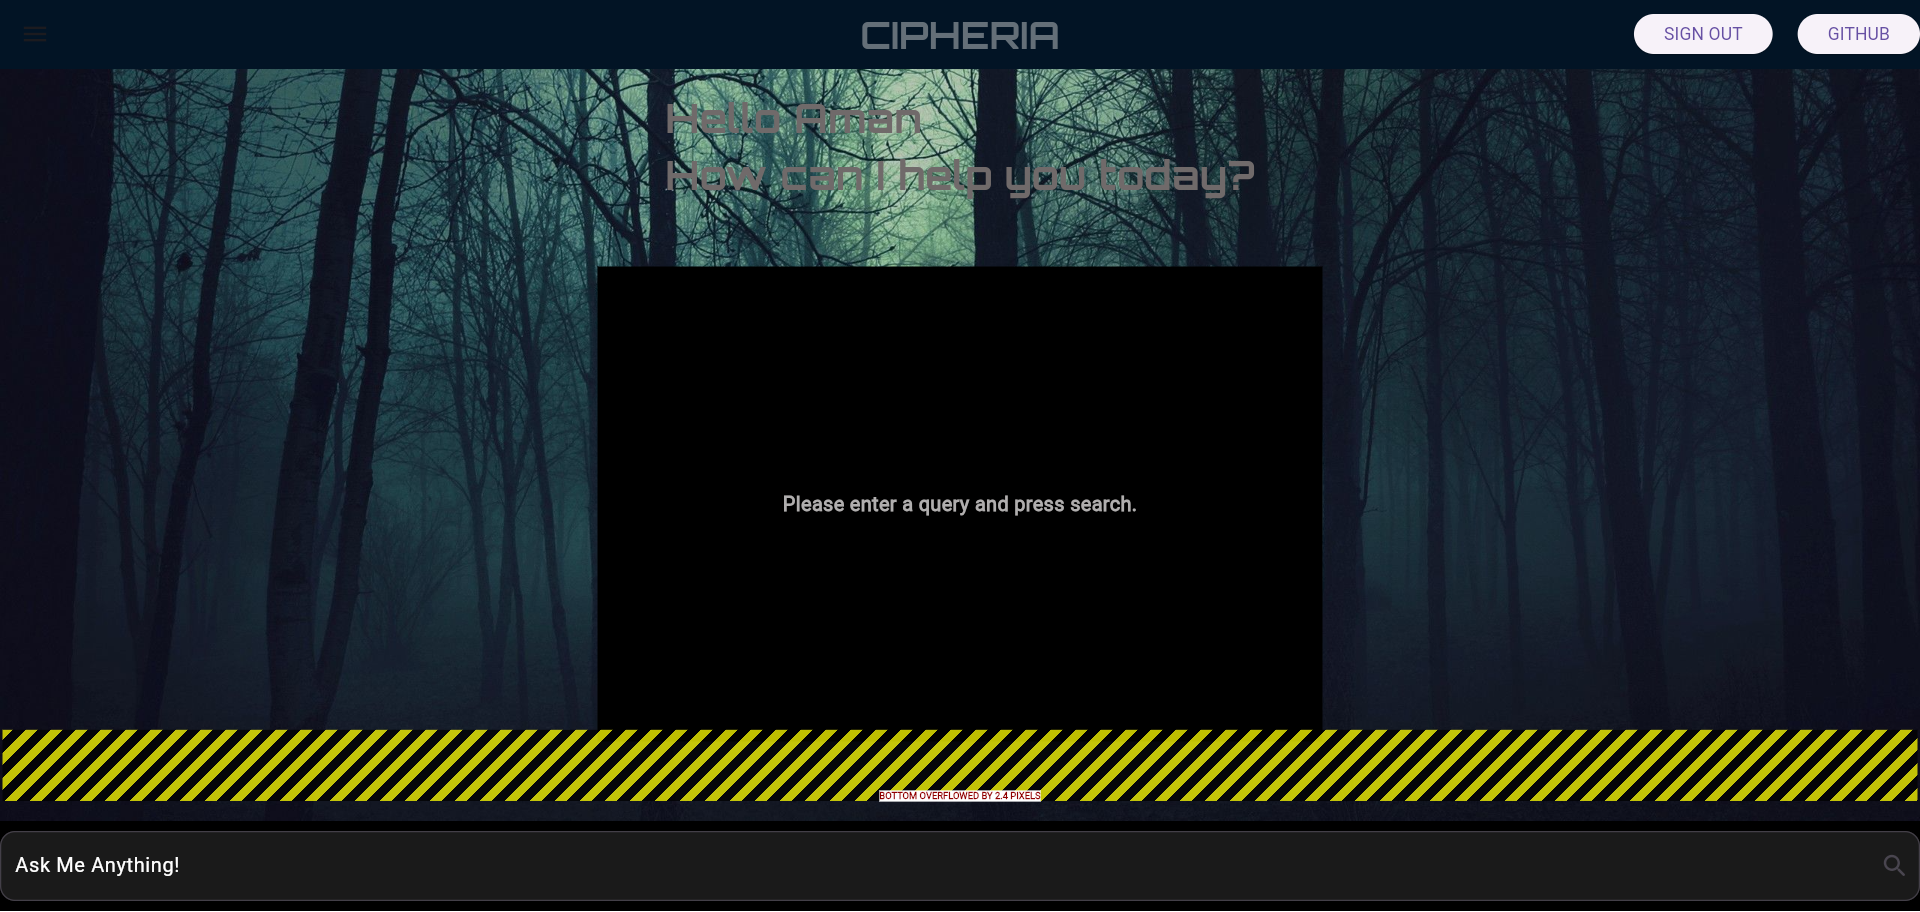 CIPHERIA
SIGN OUT
GITHUB
Hello Aman
How can I help you today?
Please enter a query and press search.
BOTTOM OVERFLOWED BY 2.4 PIXELS
Ask Me Anything!